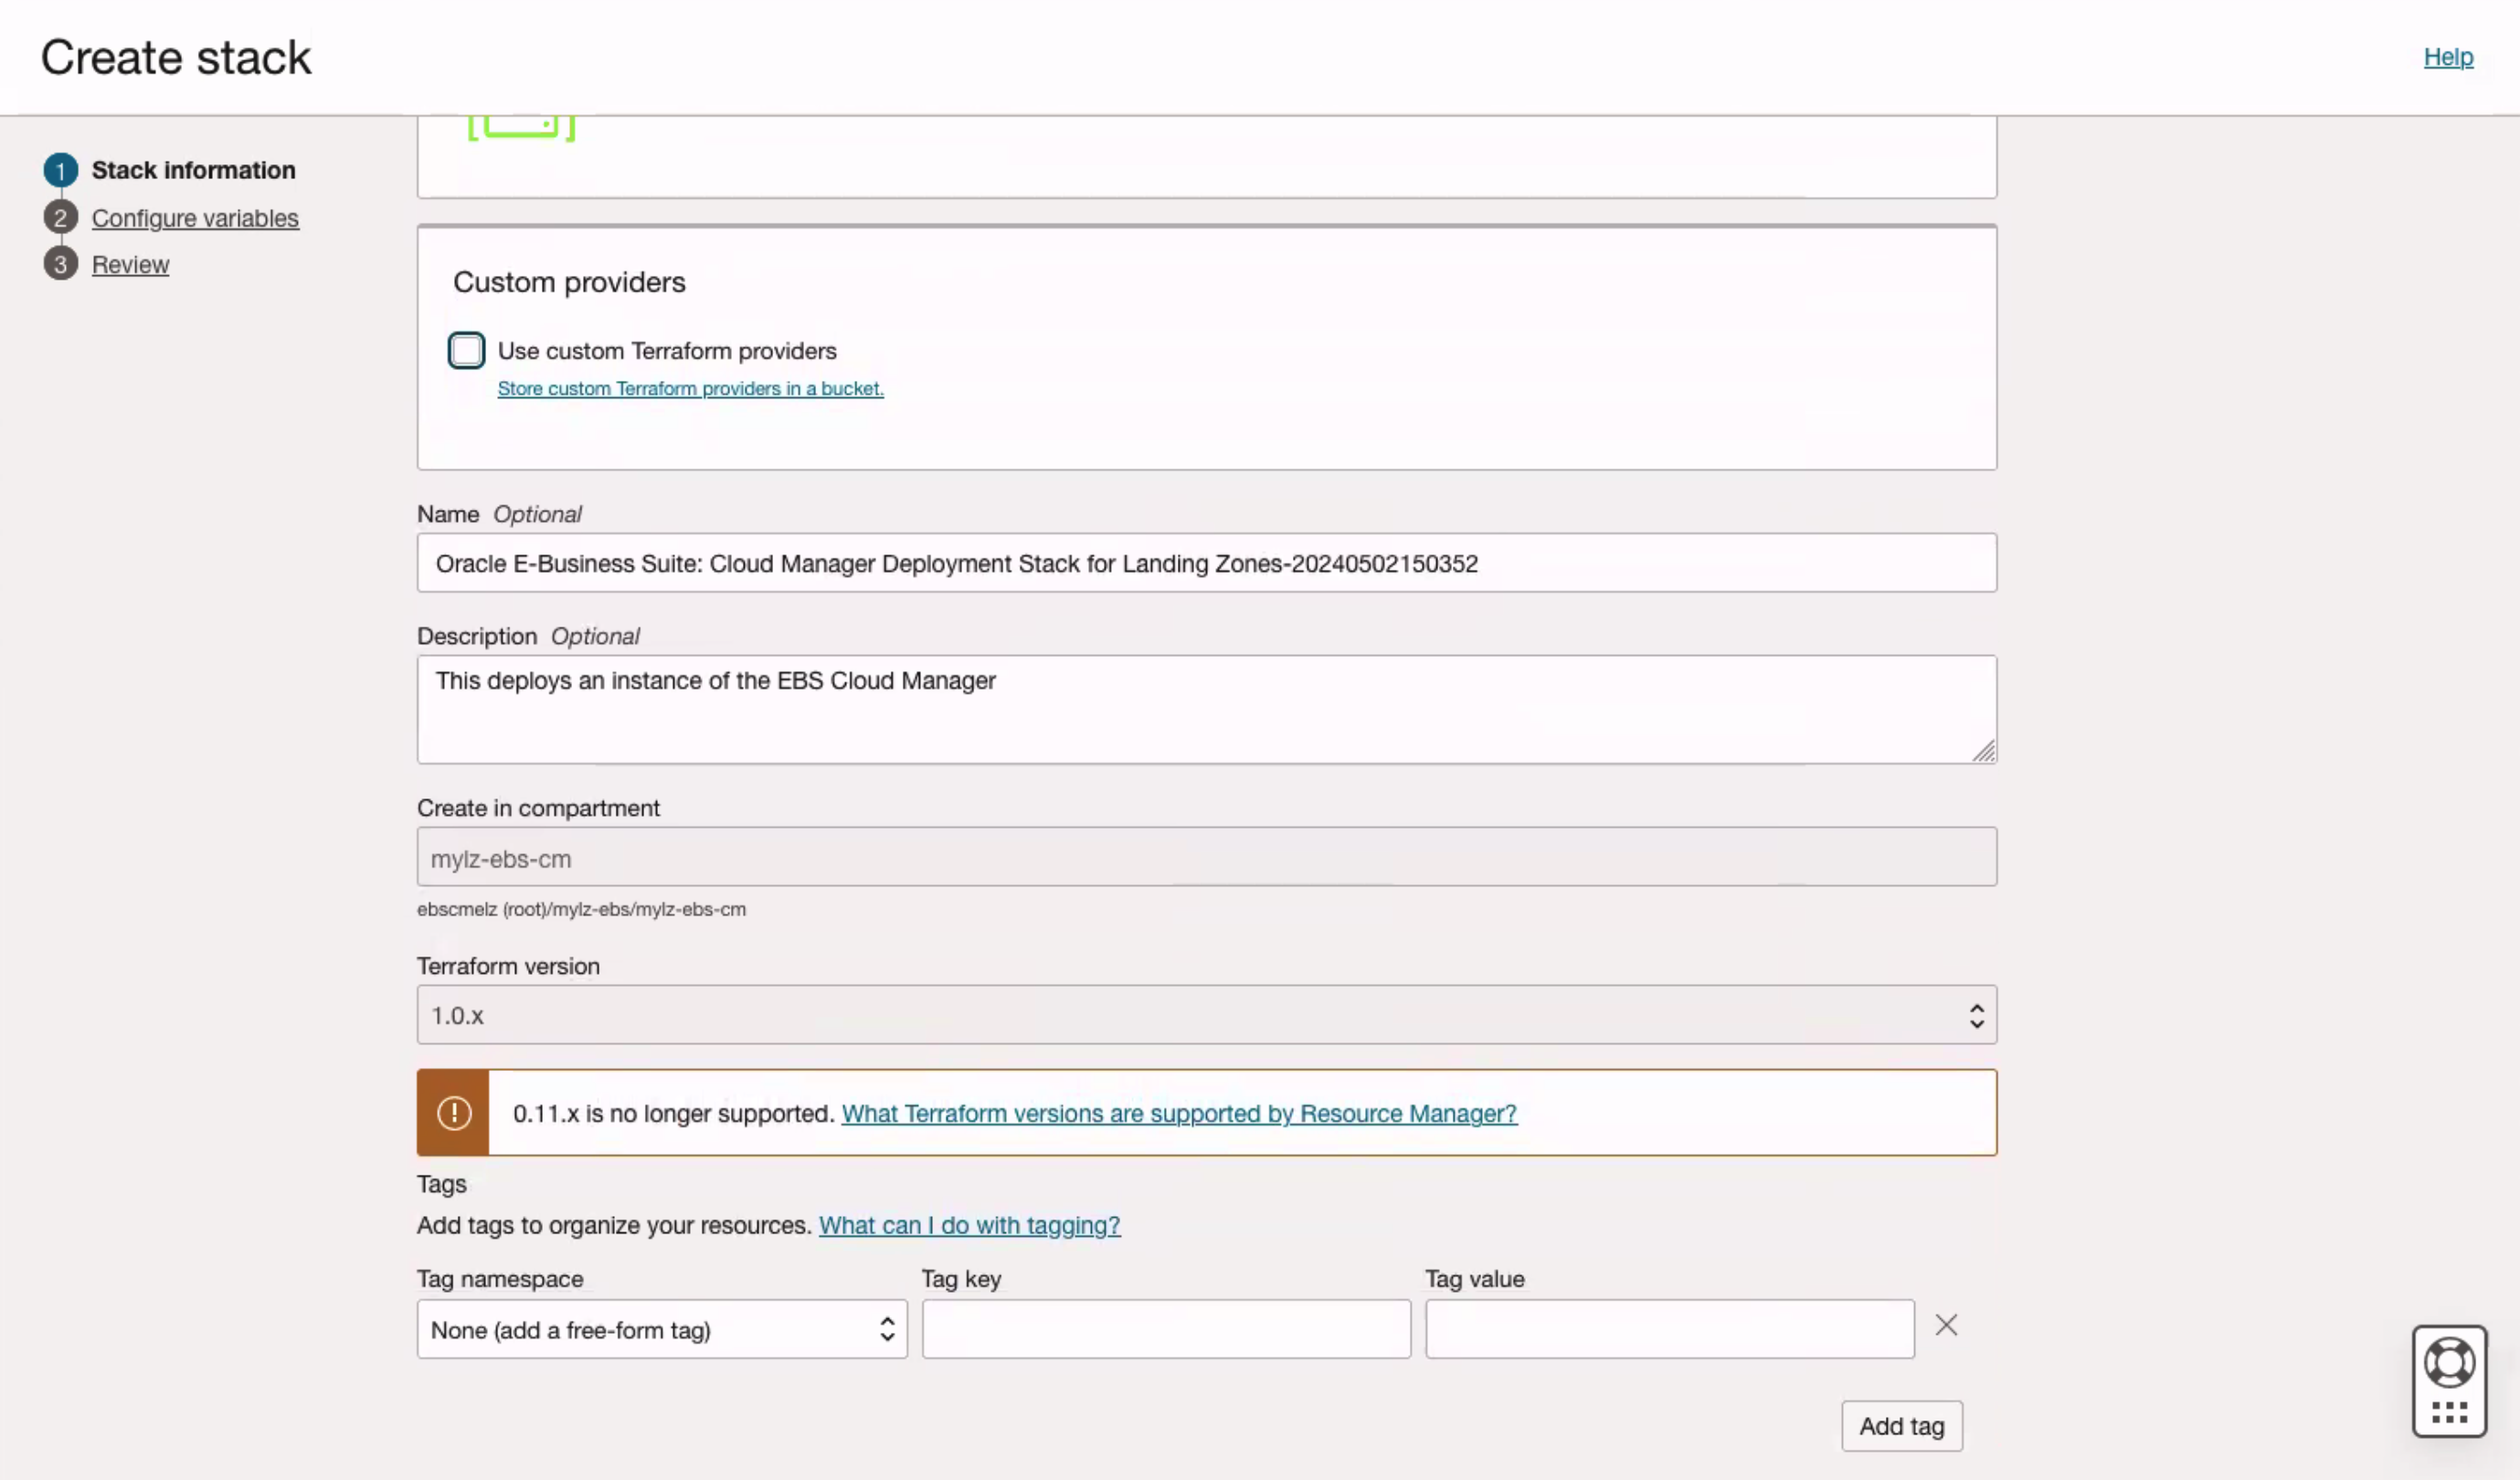 Create stack
Help
1 Stack information
2 Configure variables
3 Review
Custom providers
Use custom Terraform providers
Store custom Terraform providers in a bucket.
Name Optional
Oracle E-Business Suite: Cloud Manager Deployment Stack for Landing Zones-20240502150352
Description Optional
This deploys an instance of the EBS Cloud Manager
Create in compartment
mylz-ebs-cm
ebscmelz (root)/mylz-ebs/mylz-ebs-cm
Terraform version
1.0.x
0.11.x is no longer supported. What Terraform versions are supported by Resource Manager?
Tags
Add tags to organize your resources. What can I do with tagging?
Tag namespace Tag key Tag value
None (add a free-form tag)
Add tag